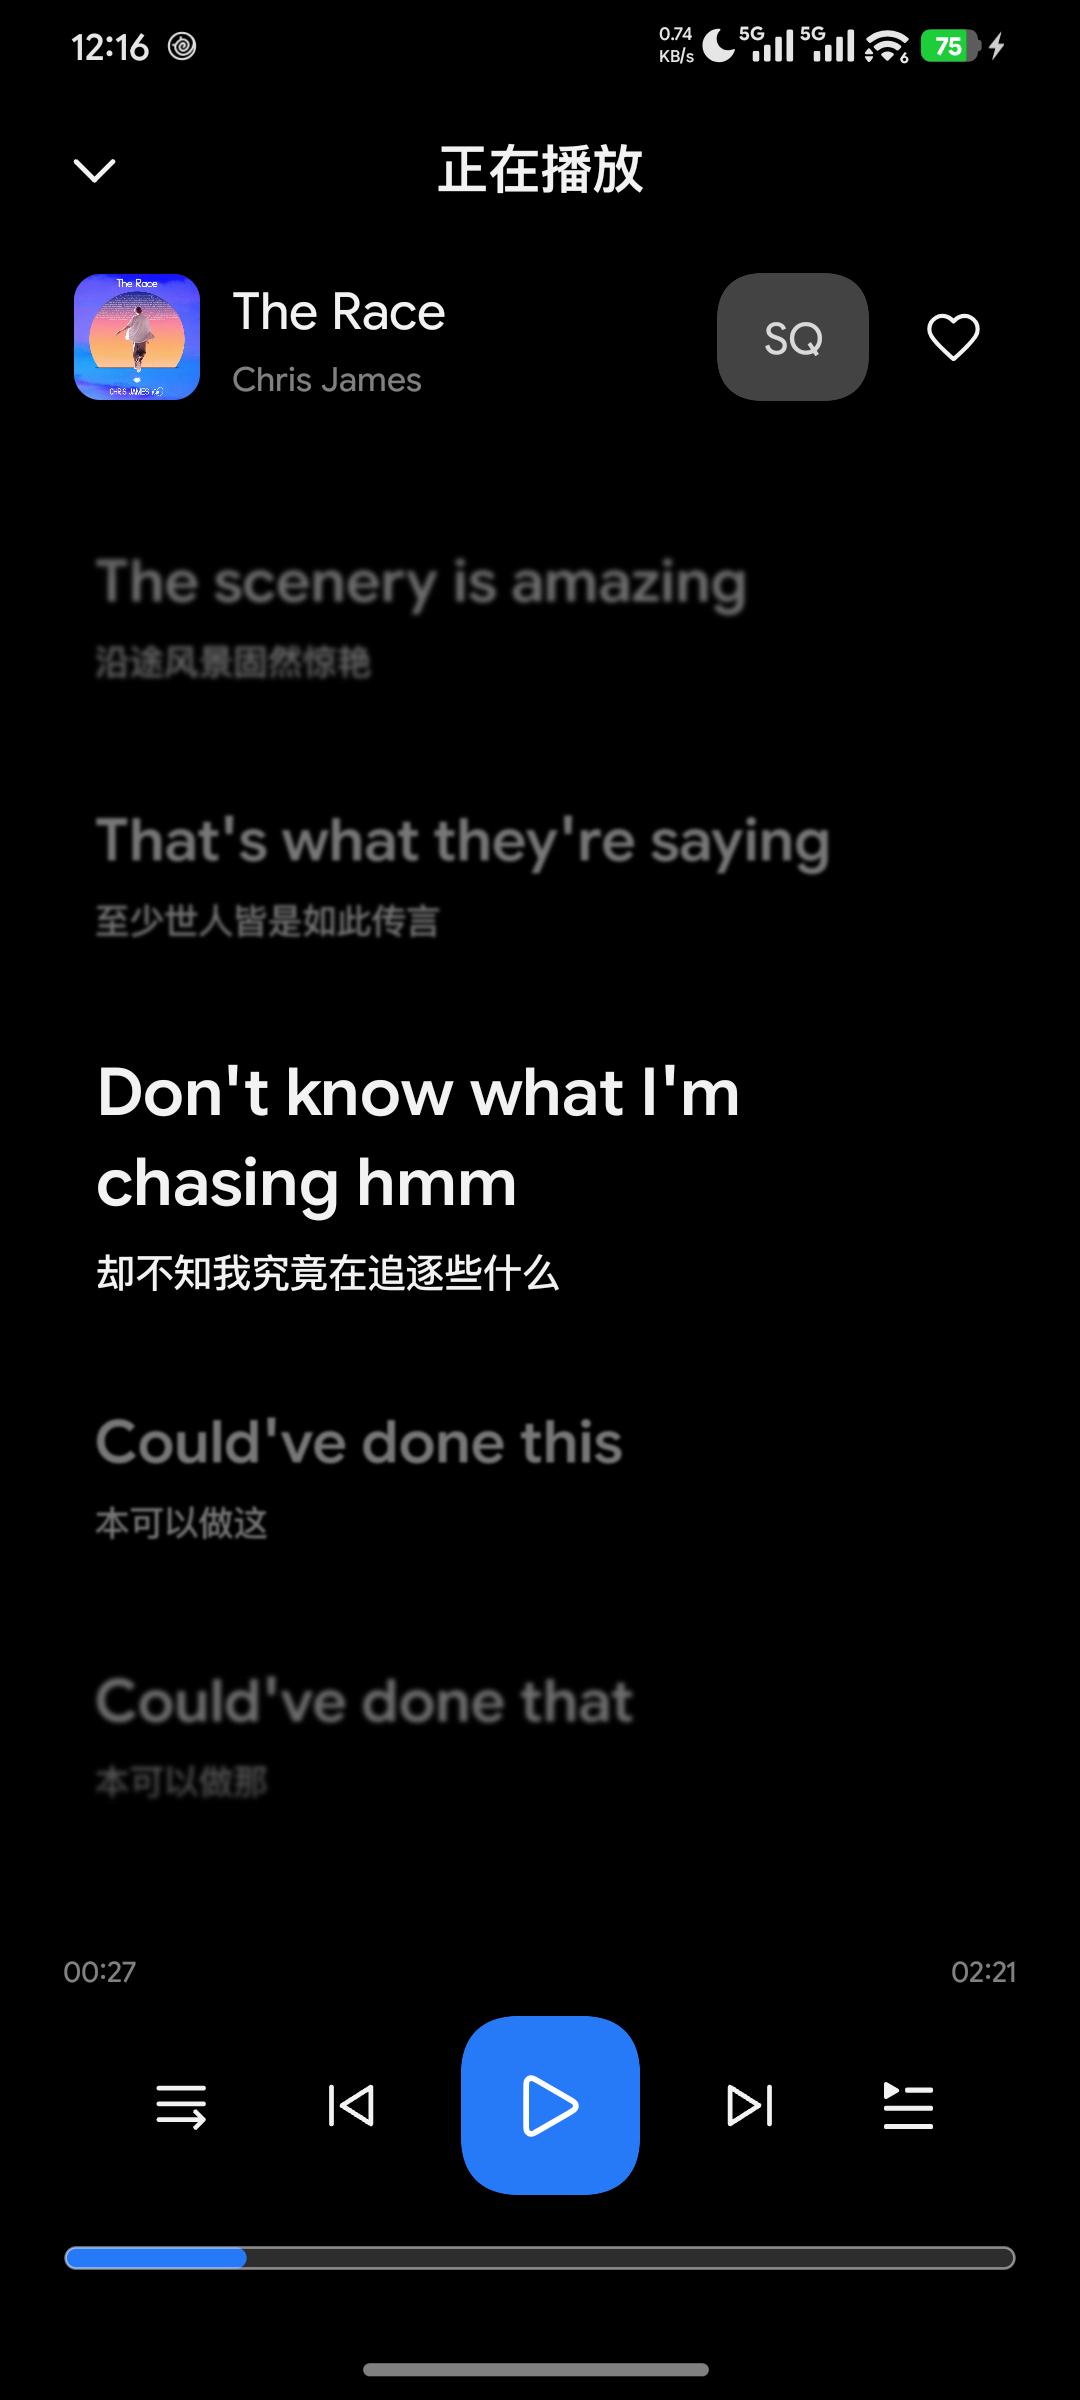 12:16
0.74 KB/s 5G 5G 6 75
正在播放
The Race
The Race
Chris James
CHRIS JAMES
SQ
The scenery is amazing
沿途风景固然惊艳
That's what they're saying
至少世人皆是如此传言
Don't know what I'm
chasing hmm
却不知我究竟在追逐些什么
Could've done this
本可以做这
Could've done that
本可以做那
00:27
02:21